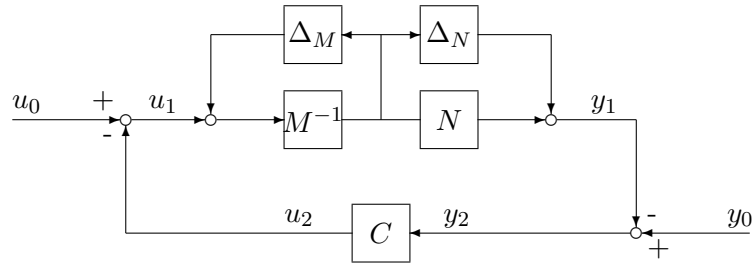 Δ_M Δ_N
u_0 + u_1 M^{-1} N y_1
-
u_2 C y_2 - y_0
+